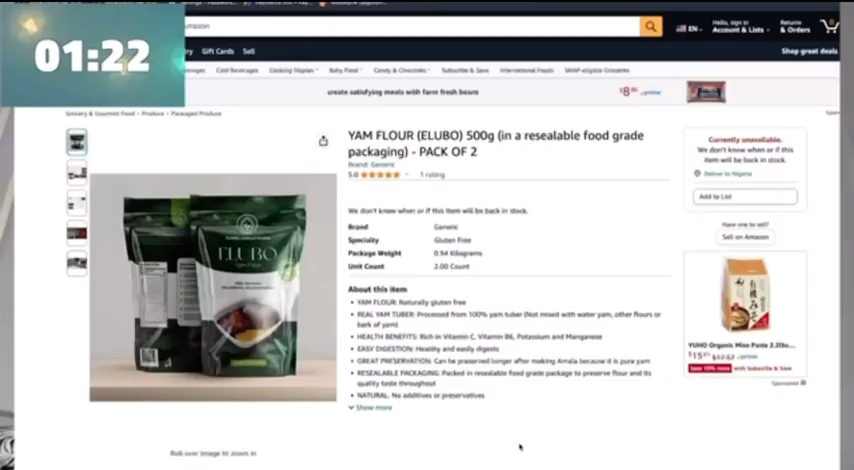 01:22
amazon
EN
Hello, sign in
Account & Lists
Returns
& Orders
0
Gift Cards Sell
Shop great deals
Cold Beverages Cooking Staples Baby Food Candy & Chocolate Subscribe & Save International Foods SNAP-eligible Groceries
create satisfying meals with farm fresh beans
prime
Grocery & Gourmet Food › Produce › Packaged Produce
YAM FLOUR (ELUBO) 500g (in a resealable food grade
packaging) - PACK OF 2
Brand: Generic
5.0 1 rating
We don't know when or if this item will be back in stock.
Brand Generic
Specialty Gluten Free
Package Weight 0.94 Kilograms
Unit Count 2.00 Count
About this item
• YAM FLOUR: Naturally gluten free
• REAL YAM TUBER: Processed from 100% yam tuber (Not mixed with water yam, other flours or
bark of yam)
• HEALTH BENEFITS: Rich in Vitamin C, Vitamin B6, Potassium and Manganese
• EASY DIGESTION: Healthy and easily digests
• GREAT PRESERVATION: Can be preserved longer after making Amala because it is pure yam
• RESEALABLE PACKAGING: Packed in resealable food grade package to preserve flour and its
quality taste throughout
• NATURAL: No additives or preservatives
Show more
ELUBO
Roll over image to zoom in
Currently unavailable.
We don't know when or if this
item will be back in stock.
Deliver to Nigeria
Add to List
Have one to sell?
Sell on Amazon
有機みそ
YUHO Organic Miso Paste 2.2lbs...
prime
Save 10% more with Subscribe & Save
Sponsored